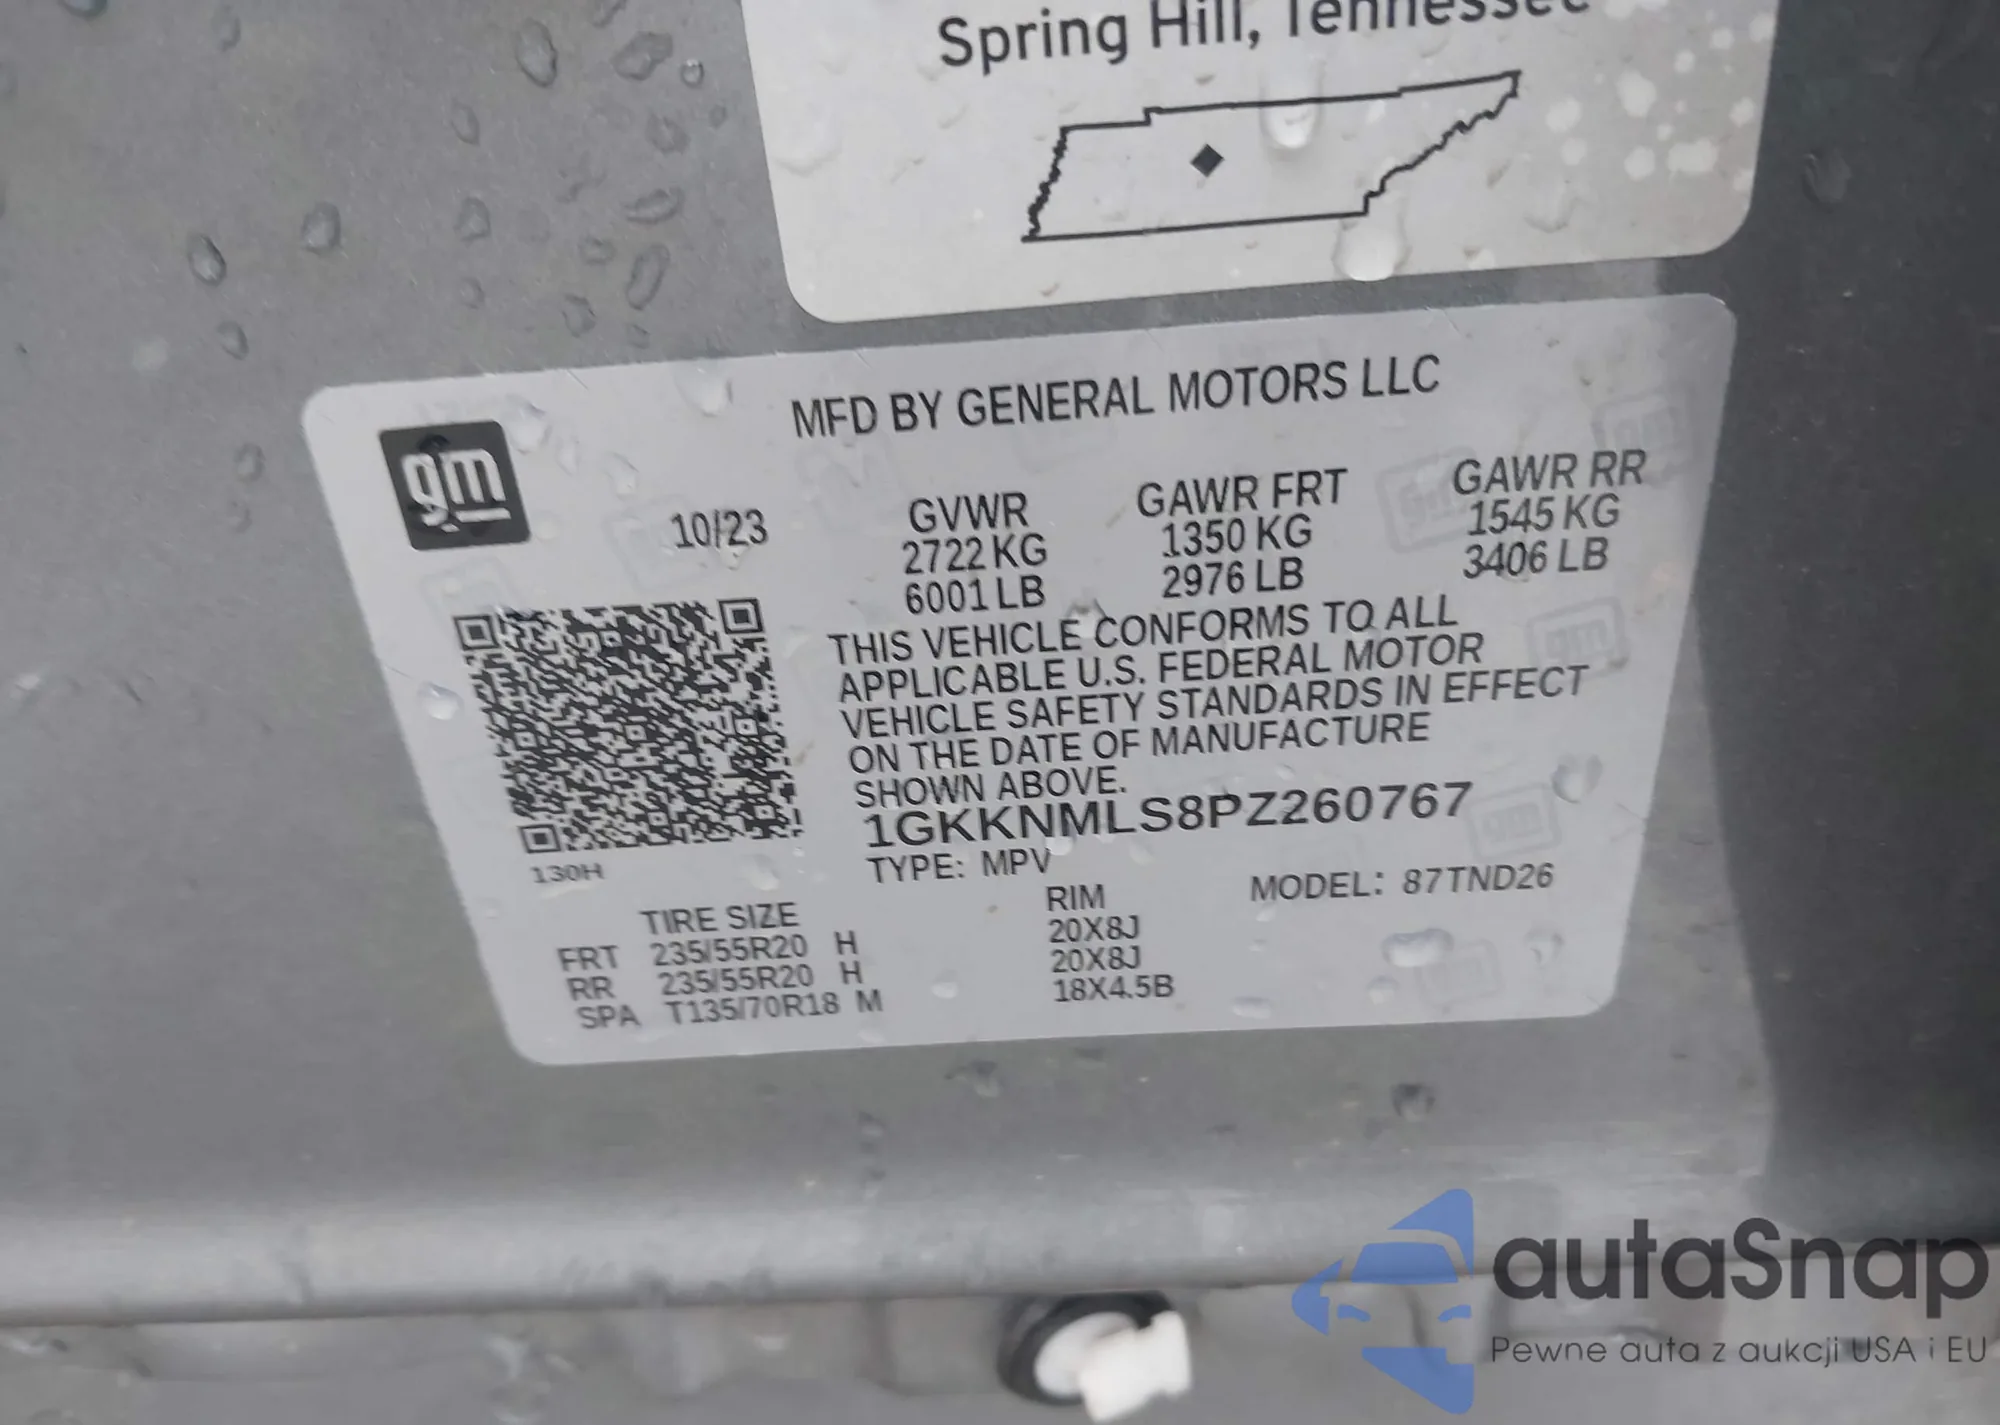 Spring Hill, Tennessee
MFD BY GENERAL MOTORS LLC
gm
10/23
GVWR
2722 KG
6001 LB
GAWR FRT
1350 KG
2976 LB
GAWR RR
1545 KG
3406 LB
THIS VEHICLE CONFORMS TO ALL
APPLICABLE U.S. FEDERAL MOTOR
VEHICLE SAFETY STANDARDS IN EFFECT
ON THE DATE OF MANUFACTURE
SHOWN ABOVE.
1GKKNMLS8PZ260767
TYPE: MPV
MODEL: 87TND26
130H
TIRE SIZE RIM
FRT 235/55R20 H 20X8J
RR 235/55R20 H 20X8J
SPA T135/70R18 M 18X4.5B
autaSnap
Pewne auta z aukcji USA i EU